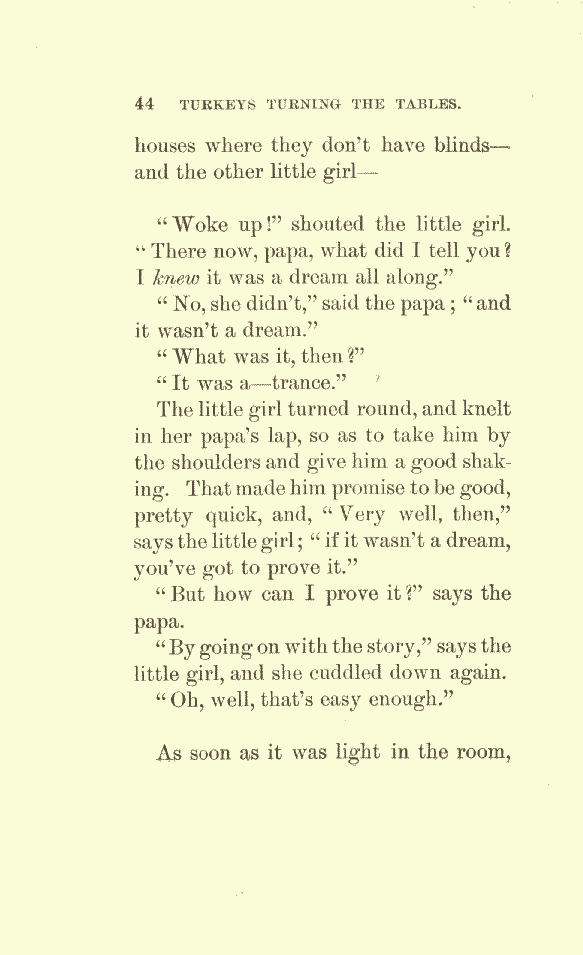 44 TURKEYS TURNING THE TABLES.
houses where they don't have blinds—
and the other little girl—
"Woke up!" shouted the little girl.
"There now, papa, what did I tell you?
I knew it was a dream all along."
"No, she didn't," said the papa; "and
it wasn't a dream."
"What was it, then?"
"It was a—trance."
The little girl turned round, and knelt
in her papa's lap, so as to take him by
the shoulders and give him a good shak-
ing. That made him promise to be good,
pretty quick, and, "Very well, then,"
says the little girl; "if it wasn't a dream,
you've got to prove it."
"But how can I prove it?" says the
papa.
"By going on with the story," says the
little girl, and she cuddled down again.
"Oh, well, that's easy enough."
As soon as it was light in the room,